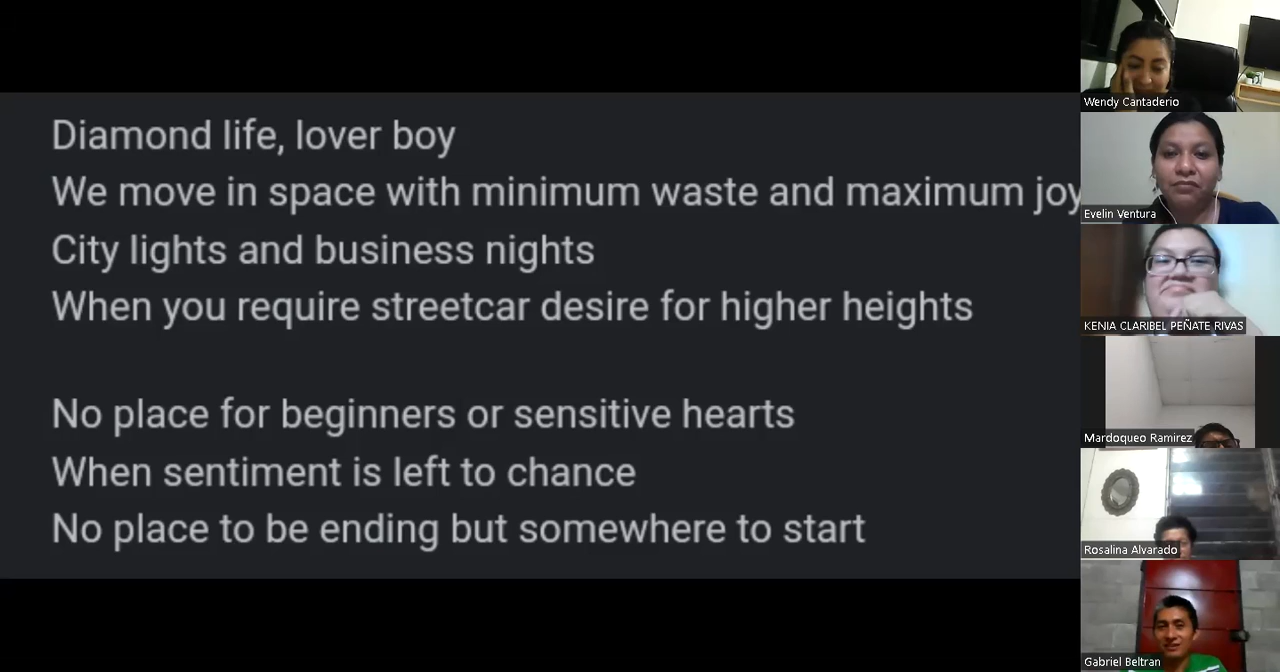 Diamond life, lover boy
We move in space with minimum waste and maximum joy
City lights and business nights
When you require streetcar desire for higher heights
No place for beginners or sensitive hearts
When sentiment is left to chance
No place to be ending but somewhere to start
Wendy Cantaderio
Evelin Ventura
KENIA CLARIBEL PEÑATE RIVAS
Mardoqueo Ramirez
Rosalina Alvarado
Gabriel Beltran